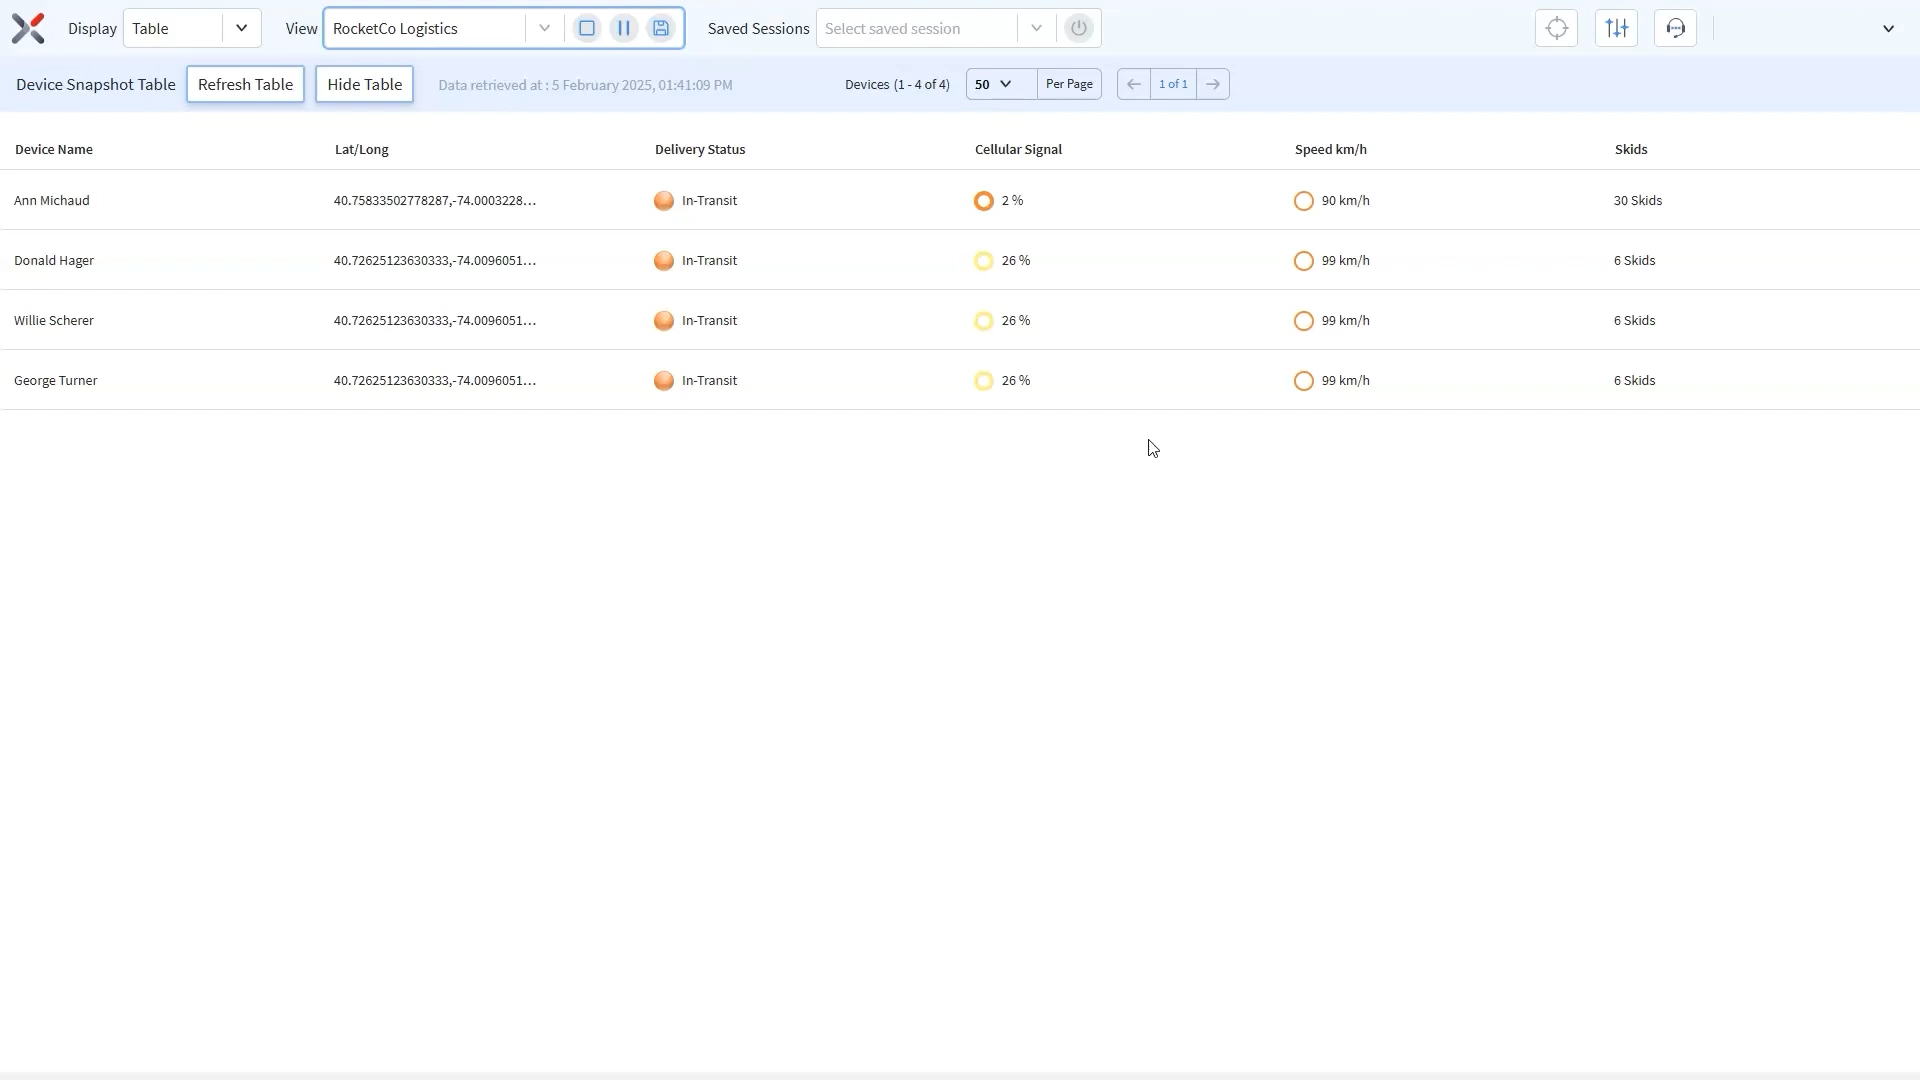 Display Table View RocketCo Logistics Saved Sessions Select saved session
Device Snapshot Table Refresh Table Hide Table Data retrieved at : 5 February 2025, 01:41:09 PM Devices (1 - 4 of 4) 50 Per Page 1 of 1
Device Name Lat/Long Delivery Status Cellular Signal Speed km/h Skids
Ann Michaud 40.75833502778287,-74.0003228... In-Transit 2 % 90 km/h 30 Skids
Donald Hager 40.72625123630333,-74.0096051... In-Transit 26 % 99 km/h 6 Skids
Willie Scherer 40.72625123630333,-74.0096051... In-Transit 26 % 99 km/h 6 Skids
George Turner 40.72625123630333,-74.0096051... In-Transit 26 % 99 km/h 6 Skids